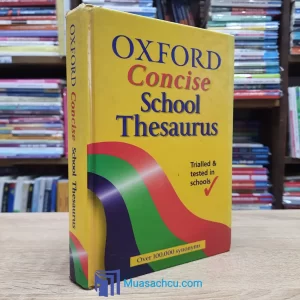 OXFORD
Concise
School
Thesaurus
Trialled &
tested in
schools
Over 100,000 synonyms
OXFORD Concise School Thesaurus
Muasachcu.com